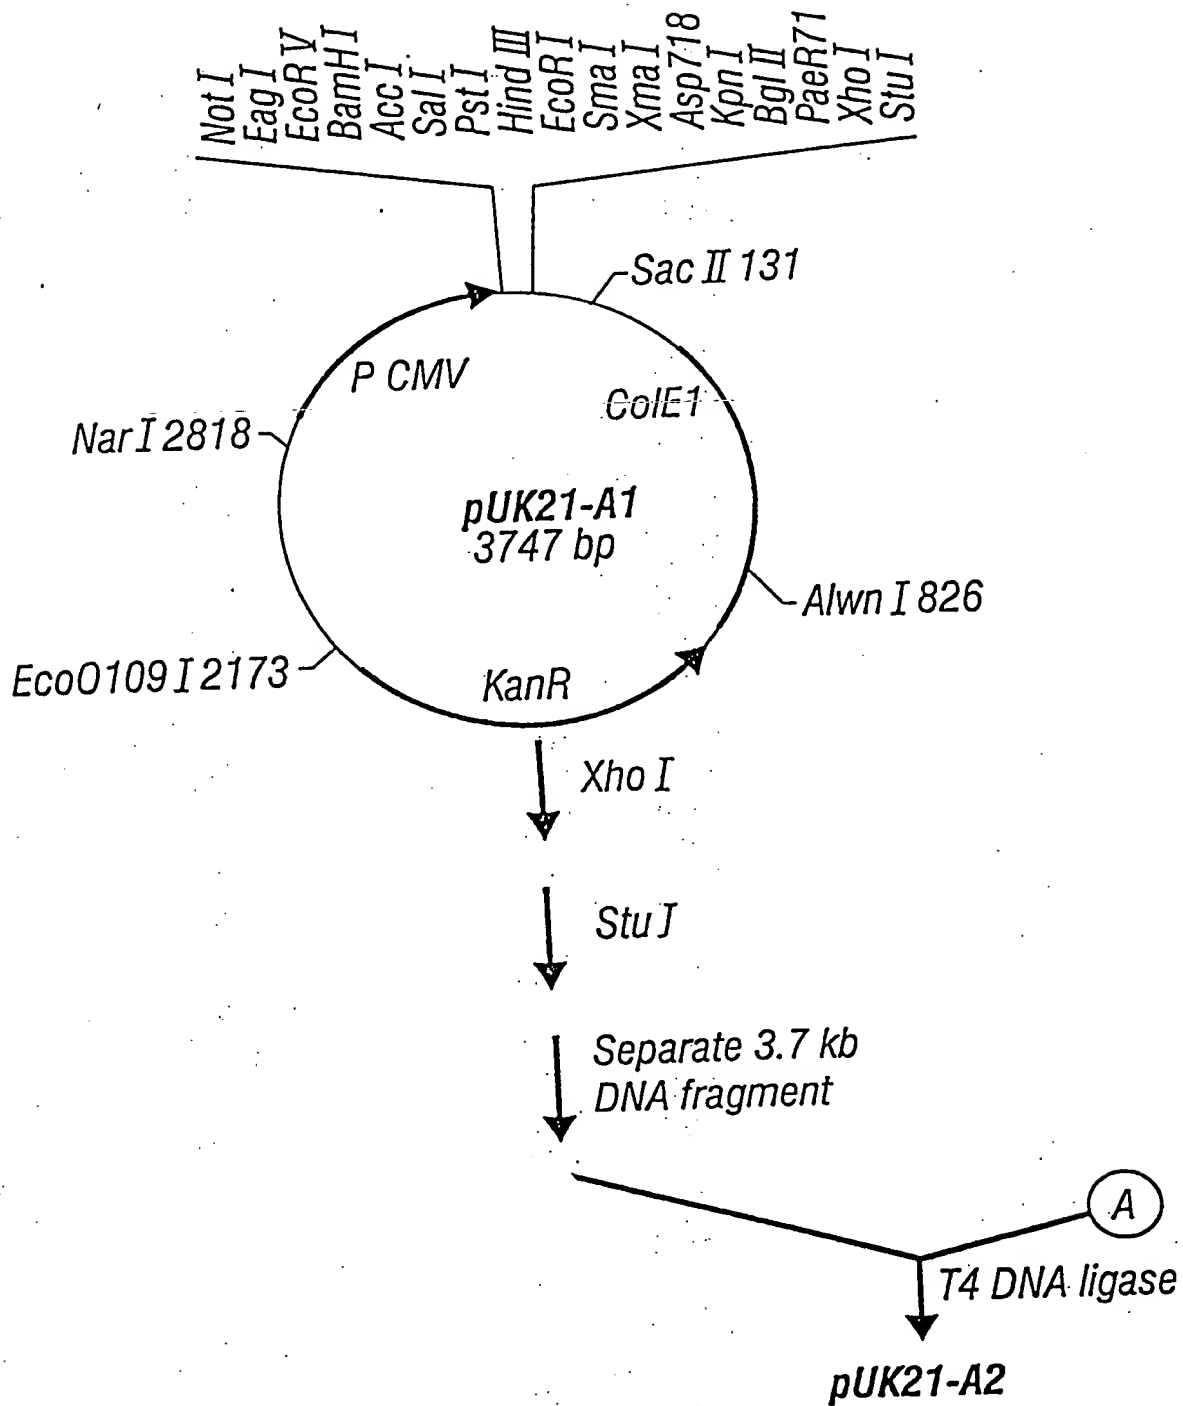 Not I
Eag I
EcoR V
BamH I
Acc I
Sal I
Pst I
Hind III
EcoR I
Sma I
Xma I
Asp718
Kpn I
Bgl II
PaeR71
Xho I
Stu I
Sac II 131
P CMV
ColE1
Nar I 2818
pUK21-A1
3747 bp
Alwn I 826
EcoO109 I 2173
KanR
Xho I
Stu I
Separate 3.7 kb
DNA fragment
A
T4 DNA ligase
pUK21-A2